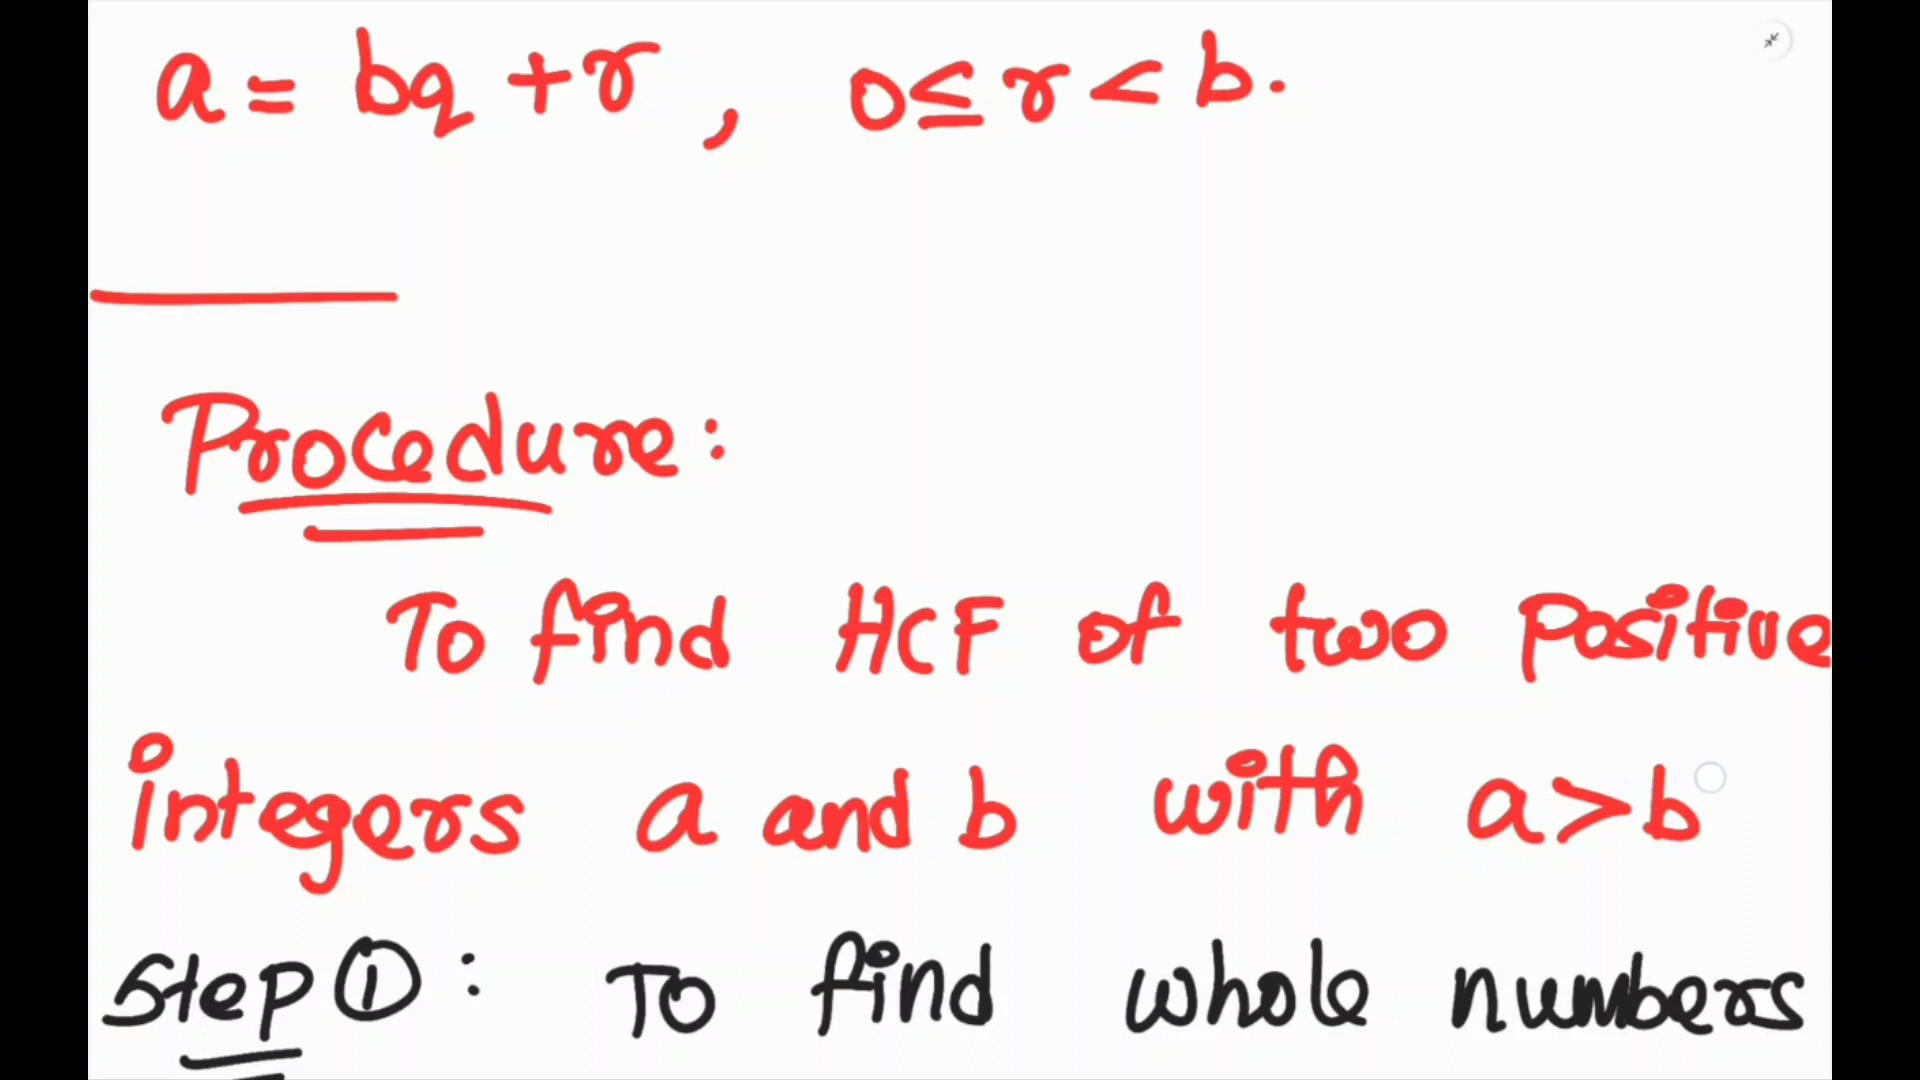 a = bq + r, 0 ≤ r < b.
Procedure:
To find HCF of two positive
integers a and b with a > b
Step ①: To find whole numbers